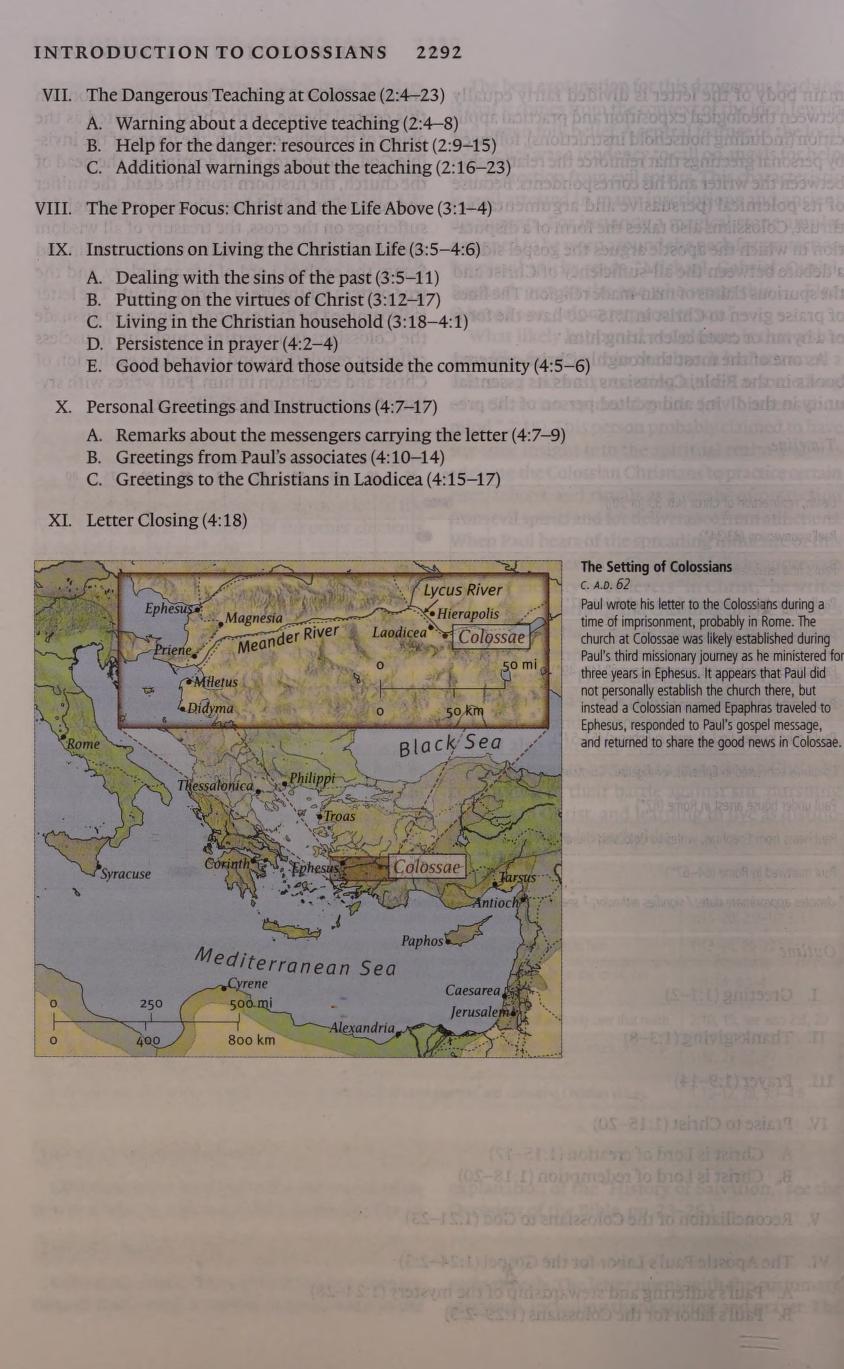 INTRODUCTION TO COLOSSIANS 2292
VII. The Dangerous Teaching at Colossae (2:4–23)
A. Warning about a deceptive teaching (2:4–8)
B. Help for the danger: resources in Christ (2:9–15)
C. Additional warnings about the teaching (2:16–23)
VIII. The Proper Focus: Christ and the Life Above (3:1–4)
IX. Instructions on Living the Christian Life (3:5–4:6)
A. Dealing with the sins of the past (3:5–11)
B. Putting on the virtues of Christ (3:12–17)
C. Living in the Christian household (3:18–4:1)
D. Persistence in prayer (4:2–4)
E. Good behavior toward those outside the community (4:5–6)
X. Personal Greetings and Instructions (4:7–17)
A. Remarks about the messengers carrying the letter (4:7–9)
B. Greetings from Paul's associates (4:10–14)
C. Greetings to the Christians in Laodicea (4:15–17)
XI. Letter Closing (4:18)
Lycus River
Ephesus
Hierapolis
Magnesia
Laodicea
Colossae
Meander River
Priene
0 50 mi
Miletus
Didyma
0 50 km
Black Sea
Rome
Philippi
Thessalonica
Troas
Corinth
Ephesus
Colossae
Syracuse
Tarsus
Antioch
Paphos
Mediterranean Sea
Cyrene
Caesarea
0 250 500 mi
Jerusalem
Alexandria
0 400 800 km
The Setting of Colossians
C. A.D. 62
Paul wrote his letter to the Colossians during a
time of imprisonment, probably in Rome. The
church at Colossae was likely established during
Paul's third missionary journey as he ministered for
three years in Ephesus. It appears that Paul did
not personally establish the church there, but
instead a Colossian named Epaphras traveled to
Ephesus, responded to Paul's gospel message,
and returned to share the good news in Colossae.